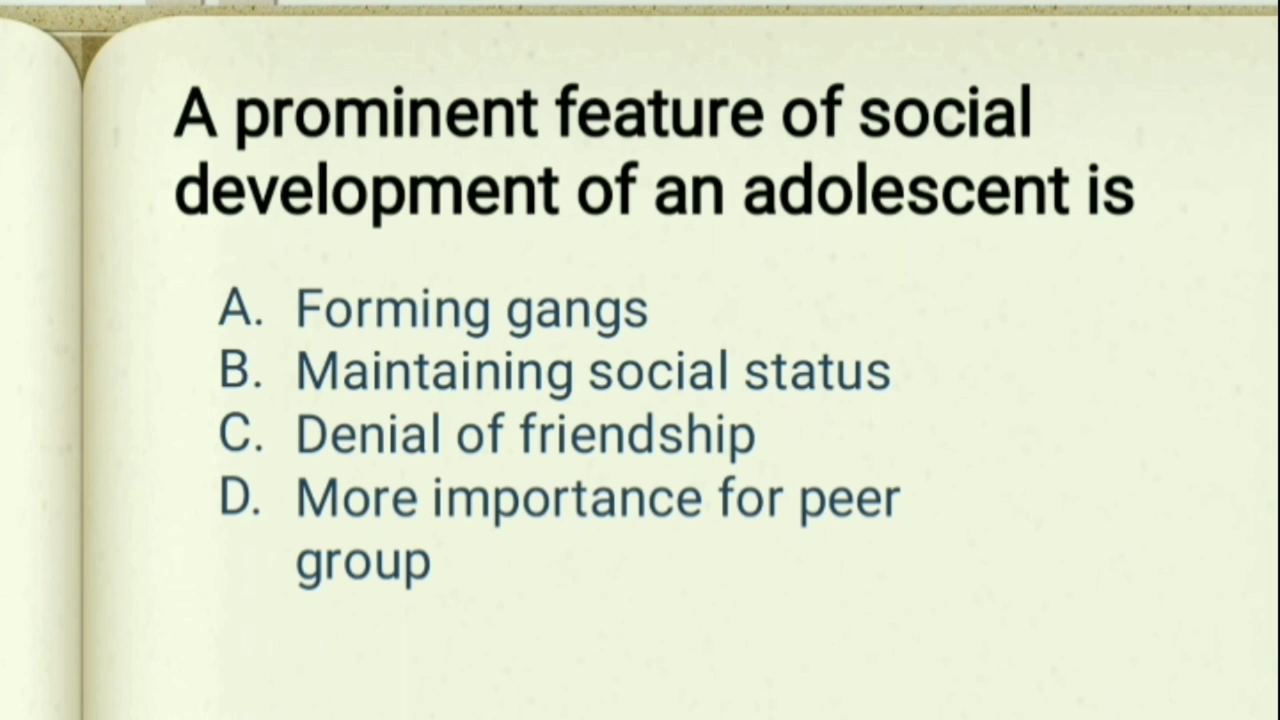 A prominent feature of social
development of an adolescent is
A. Forming gangs
B. Maintaining social status
C. Denial of friendship
D. More importance for peer
group